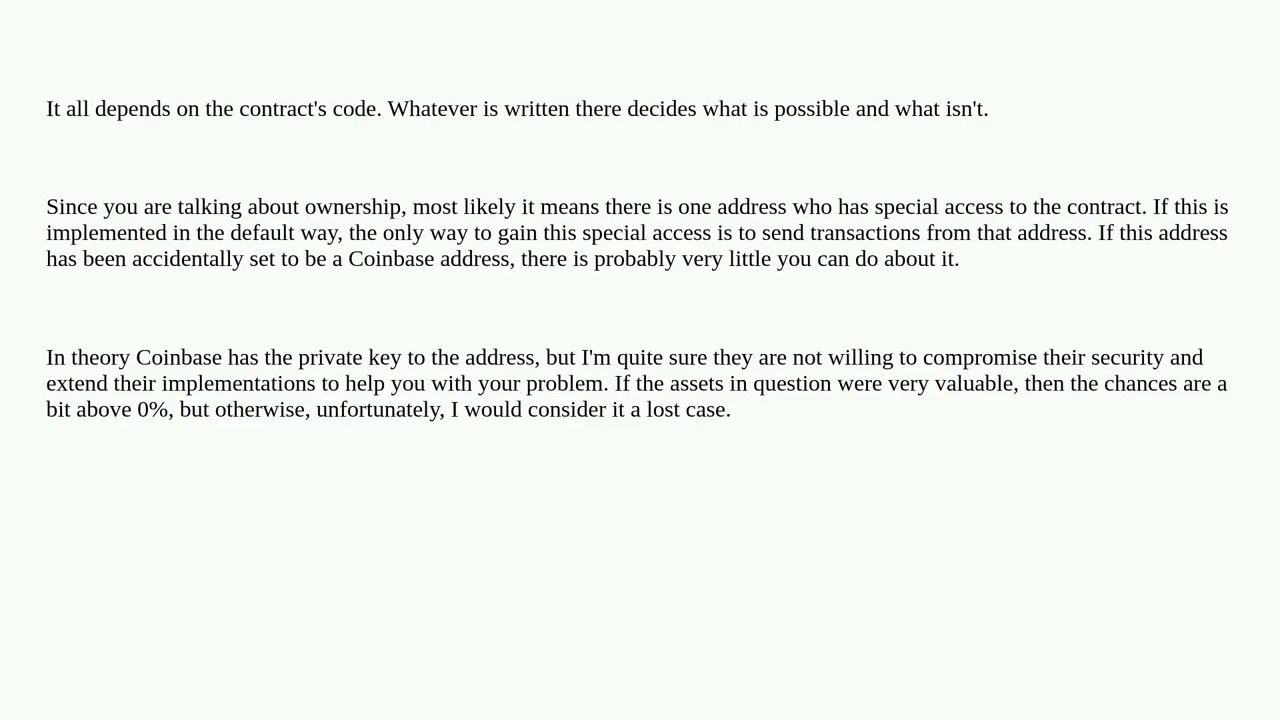 It all depends on the contract's code. Whatever is written there decides what is possible and what isn't.
Since you are talking about ownership, most likely it means there is one address who has special access to the contract. If this is
implemented in the default way, the only way to gain this special access is to send transactions from that address. If this address
has been accidentally set to be a Coinbase address, there is probably very little you can do about it.
In theory Coinbase has the private key to the address, but I'm quite sure they are not willing to compromise their security and
extend their implementations to help you with your problem. If the assets in question were very valuable, then the chances are a
bit above 0%, but otherwise, unfortunately, I would consider it a lost case.